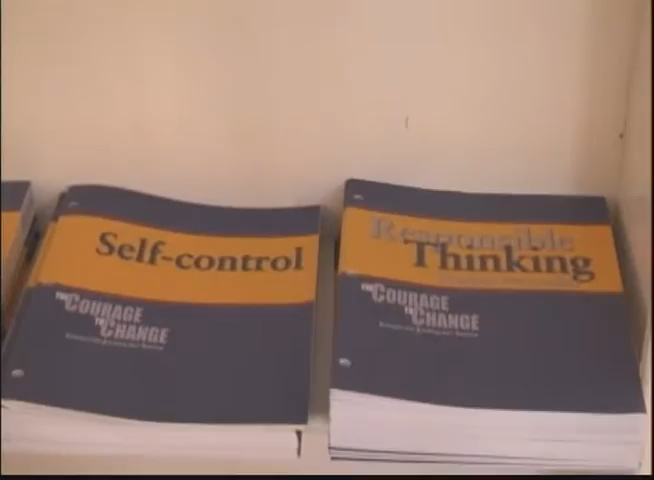 Self-control
THE COURAGE
TO CHANGE
Responsible
Thinking
THE COURAGE
TO CHANGE